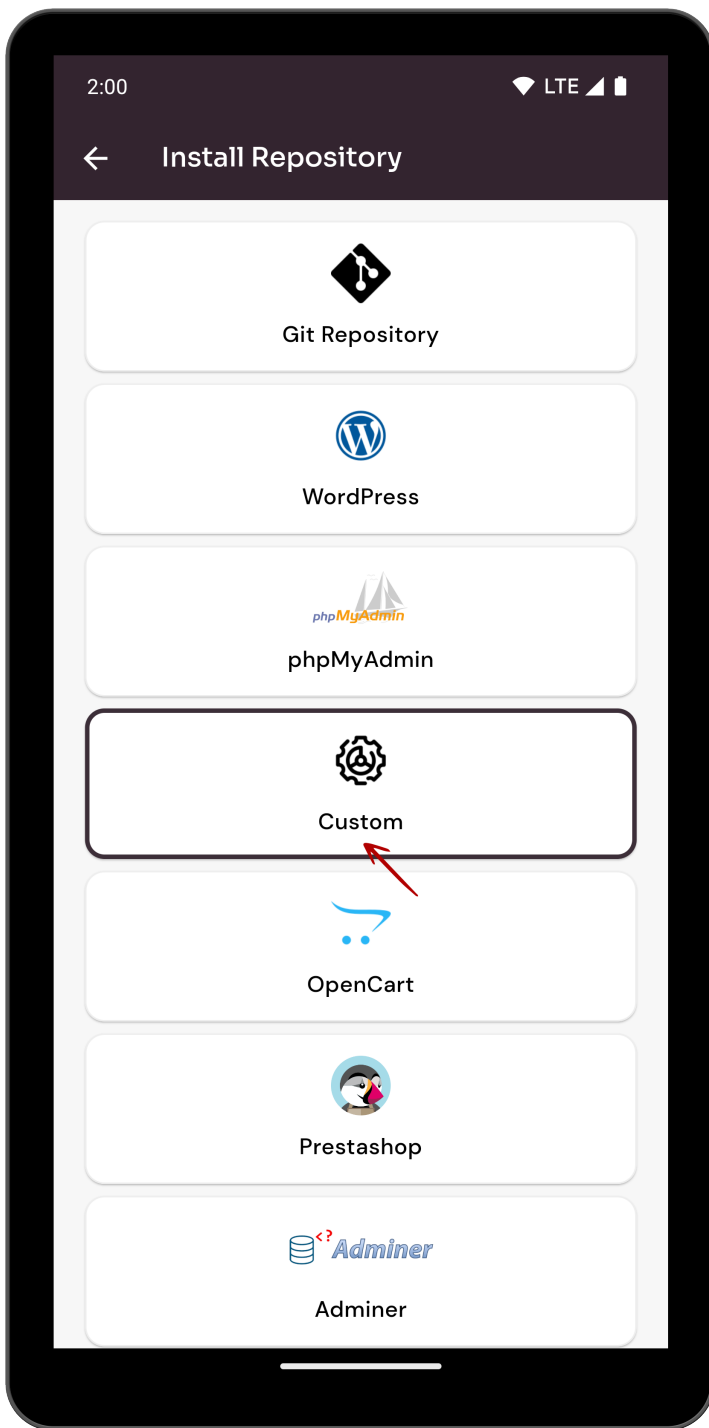 2:00
LTE
Install Repository
Git Repository
WordPress
phpMyAdmin
phpMyAdmin
Custom
OpenCart
Prestashop
<? Adminer
Adminer